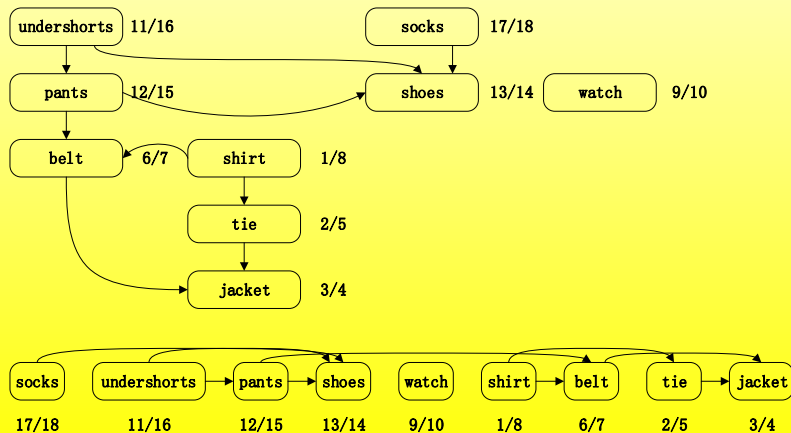 undershorts 11/16 socks 17/18
pants 12/15 shoes 13/14 watch 9/10
belt 6/7 shirt 1/8
tie 2/5
jacket 3/4
socks undershorts pants shoes watch shirt belt tie jacket
17/18 11/16 12/15 13/14 9/10 1/8 6/7 2/5 3/4